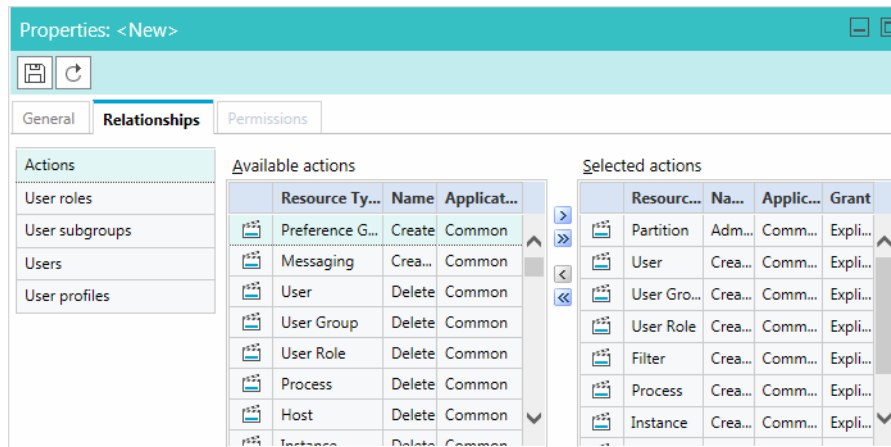 Properties: <New>
General Relationships Permissions
Actions
User roles
User subgroups
Users
User profiles
Available actions
Resource Ty... Name Applicat...
Preference G... Create Common
Messaging Crea... Common
User Delete Common
User Group Delete Common
User Role Delete Common
Process Delete Common
Host Delete Common
Instance Delete Common
> 
>>
<
<<
Selected actions
Resourc... Na... Applic... Grant
Partition Adm... Comm... Expli...
User Crea... Comm... Expli...
User Gro... Crea... Comm... Expli...
User Role Crea... Comm... Expli...
Filter Crea... Comm... Expli...
Process Crea... Comm... Expli...
Instance Crea... Comm... Expli...